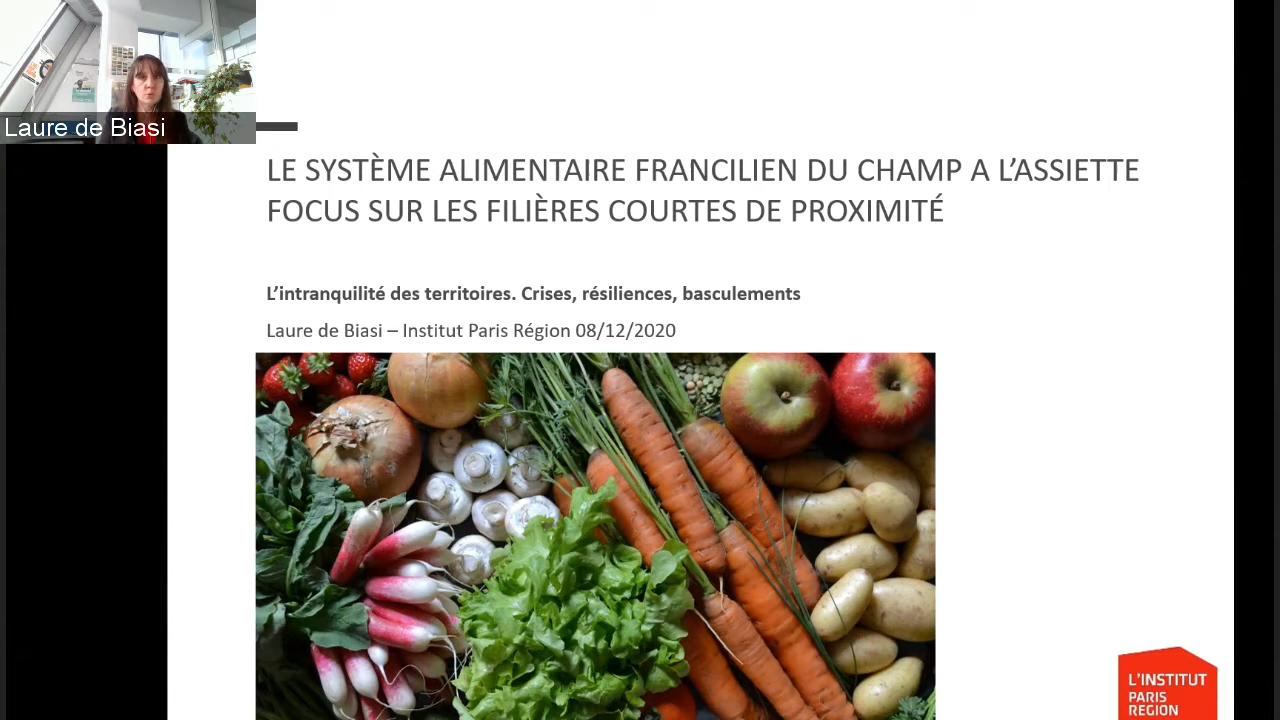 Laure de Biasi
LE SYSTÈME ALIMENTAIRE FRANCILIEN DU CHAMP A L’ASSIETTE
FOCUS SUR LES FILIÈRES COURTES DE PROXIMITÉ
L’intranquilité des territoires. Crises, résiliences, basculements
Laure de Biasi – Institut Paris Région 08/12/2020
L’INSTITUT
PARIS
REGION